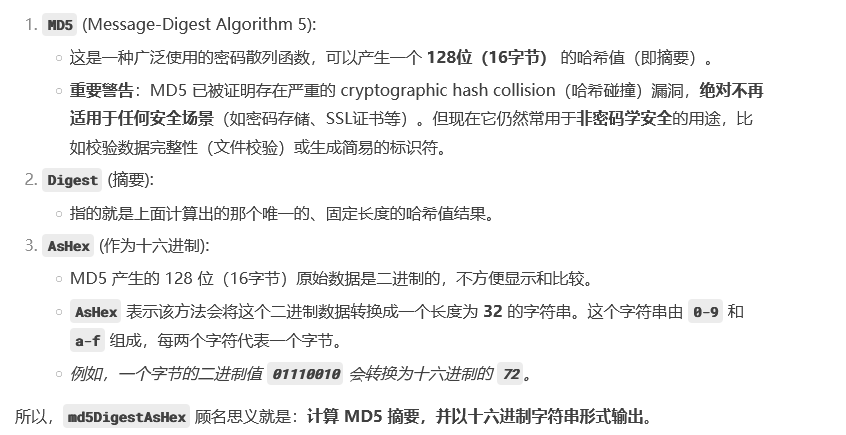 1. MD5 (Message-Digest Algorithm 5):
○ 这是一种广泛使用的密码散列函数，可以产生一个 128位（16字节） 的哈希值（即摘要）。
○ 重要警告：MD5 已被证明存在严重的 cryptographic hash collision（哈希碰撞）漏洞，绝对不再
适用于任何安全场景（如密码存储、SSL证书等）。但现在它仍然常用于非密码学安全的用途，比
如校验数据完整性（文件校验）或生成简易的标识符。
2. Digest (摘要):
○ 指的就是上面计算出的那个唯一的、固定长度的哈希值结果。
3. AsHex (作为十六进制):
○ MD5 产生的 128 位（16字节）原始数据是二进制的，不方便显示和比较。
○ AsHex 表示该方法会将这个二进制数据转换成一个长度为 32 的字符串。这个字符串由 0-9 和
a-f 组成，每两个字符代表一个字节。
○ 例如，一个字节的二进制值 01110010 会转换为十六进制的 72。
所以，md5DigestAsHex 顾名思义就是：计算 MD5 摘要，并以十六进制字符串形式输出。